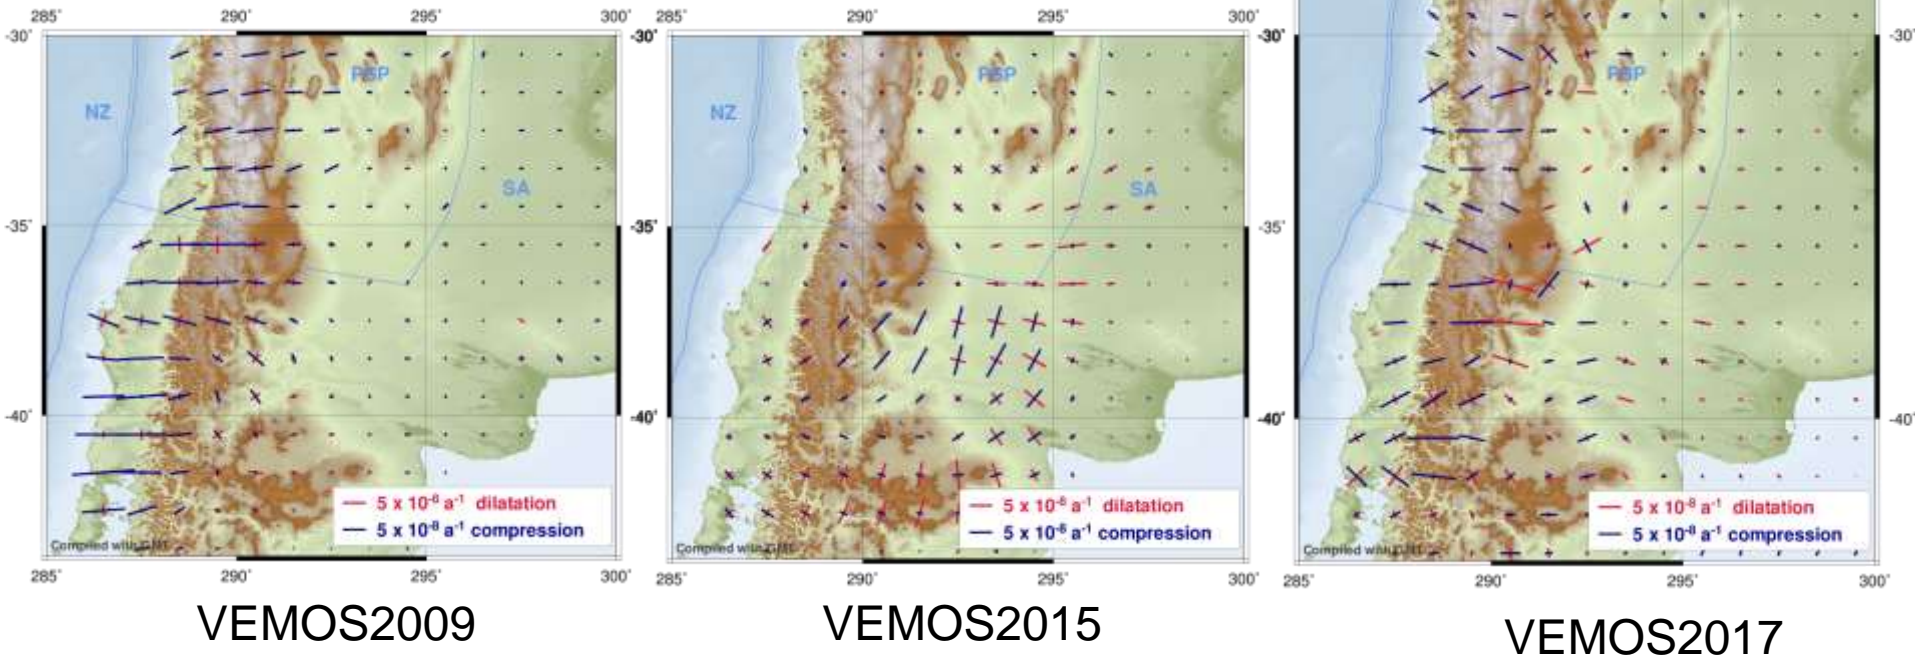 285° 290° 295° 300° 285° 290° 295° 300°
-30° -30° -30° -30°
PSP PSP PSP
NZ NZ
SA SA
-35° -35° -35° -35°
-40° -40° -40° -40°
5 x 10⁻⁸ a⁻¹ dilatation 5 x 10⁻⁸ a⁻¹ dilatation 5 x 10⁻⁸ a⁻¹ dilatation
5 x 10⁻⁸ a⁻¹ compression 5 x 10⁻⁸ a⁻¹ compression 5 x 10⁻⁸ a⁻¹ compression
Compiled with GMT Compiled with GMT Compiled with GMT
285° 290° 295° 300° 285° 290° 295° 300° 285° 290° 295° 300°
VEMOS2009 VEMOS2015 VEMOS2017